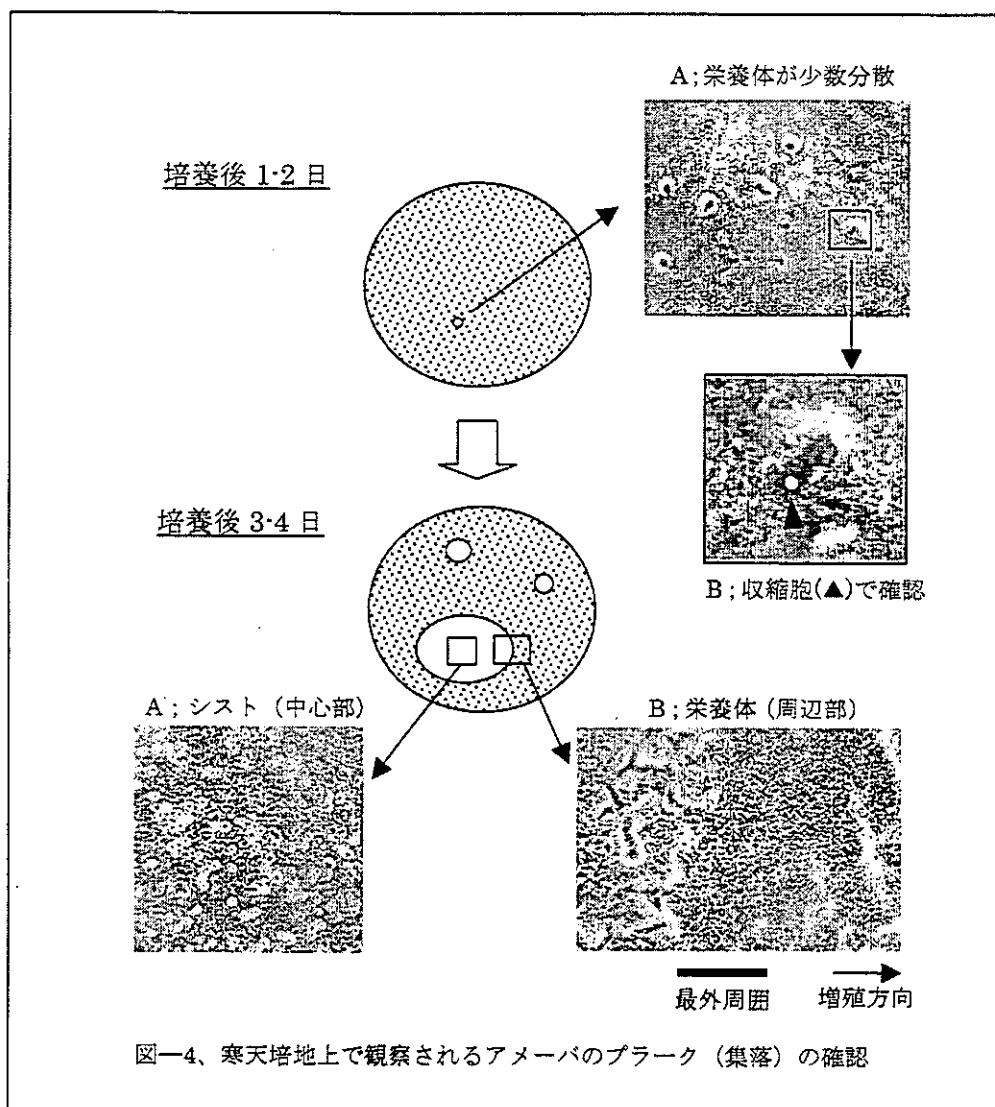 A;栄養体が少数分散
培養後 1-2 日
B;収縮胞(▲)で確認
培養後 3-4 日
A;シスト(中心部)
B;栄養体(周辺部)
最外周囲
増殖方向
図―4、寒天培地上で観察されるアメーバのプラーク(集落)の確認